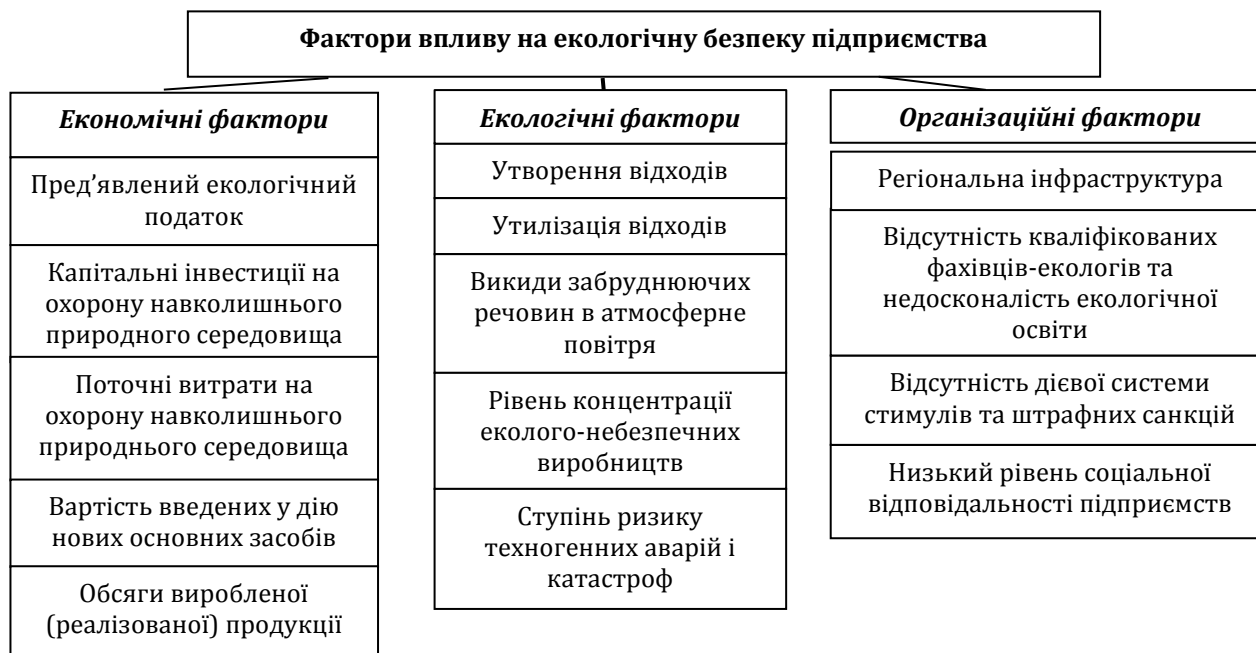 Фактори впливу на екологічну безпеку підприємства
Економічні фактори
Пред’явлений екологічний
податок
Капітальні інвестиції на
охорону навколишнього
природного середовища
Поточні витрати на
охорону навколишнього
природнього середовища
Вартість введених у дію
нових основних засобів
Обсяги виробленої
(реалізованої) продукції
Екологічні фактори
Утворення відходів
Утилізація відходів
Викиди забруднюючих
речовин в атмосферне
повітря
Рівень концентрації
еколого-небезпечних
виробництв
Ступінь ризику
техногенних аварій і
катастроф
Організаційні фактори
Регіональна інфраструктура
Відсутність кваліфікованих
фахівців-екологів та
недосконалість екологічної
освіти
Відсутність дієвої системи
стимулів та штрафних санкцій
Низький рівень соціальної
відповідальності підприємств